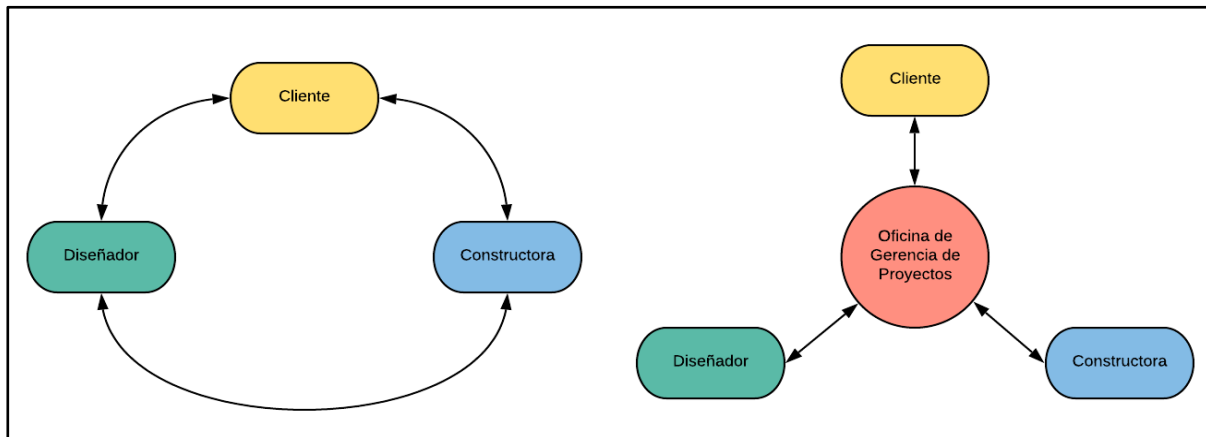 Cliente
Diseñador
Constructora
Cliente
Oficina de
Gerencia de
Proyectos
Diseñador
Constructora